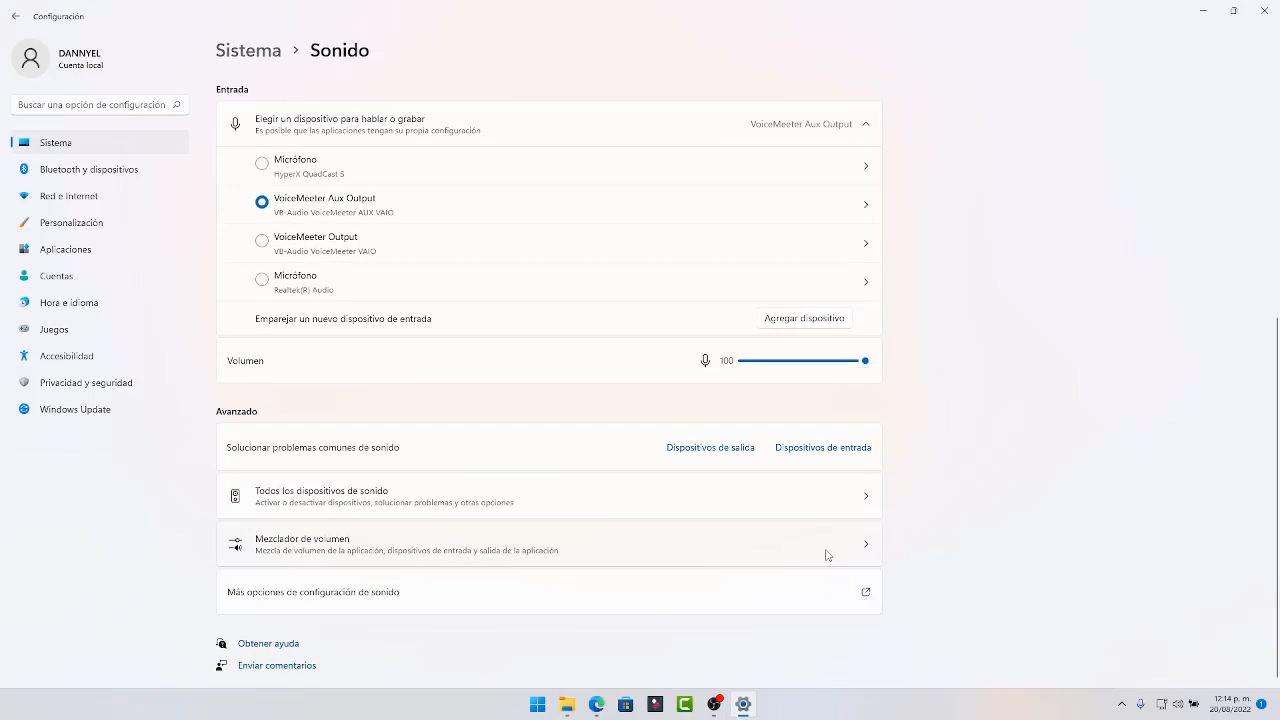 Configuración
DANNYEL
Cuenta local
Buscar una opción de configuración
Sistema
Bluetooth y dispositivos
Red e Internet
Personalización
Aplicaciones
Cuentas
Hora e idioma
Juegos
Accesibilidad
Privacidad y seguridad
Windows Update
Sistema > Sonido
Entrada
Elegir un dispositivo para hablar o grabar
Es posible que las aplicaciones tengan su propia configuración
VoiceMeeter Aux Output
Micrófono
HyperX QuadCast S
VoiceMeeter Aux Output
VB-Audio VoiceMeeter AUX VAIO
VoiceMeeter Output
VB-Audio VoiceMeeter VAIO
Micrófono
Realtek(R) Audio
Emparejar un nuevo dispositivo de entrada
Agregar dispositivo
Volumen
100
Avanzado
Solucionar problemas comunes de sonido
Dispositivos de salida
Dispositivos de entrada
Todos los dispositivos de sonido
Activar o desactivar dispositivos, solucionar problemas y otras opciones
Mezclador de volumen
Mezcla de volumen de la aplicación, dispositivos de entrada y salida de la aplicación
Más opciones de configuración de sonido
Obtener ayuda
Enviar comentarios
12:14 p.m.
20/08/2022
1